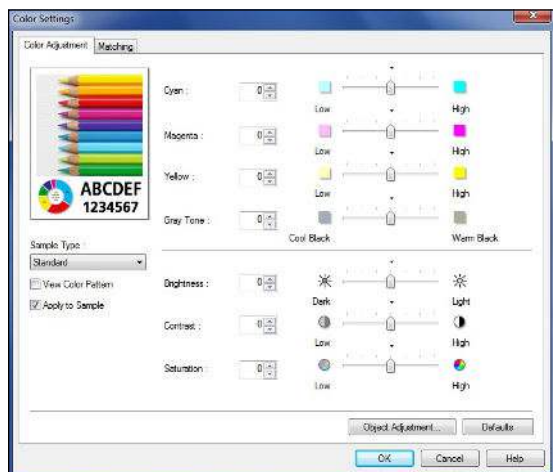 Color Settings
Color Adjustment Matching
Cyan : 0
Low High
Magenta : 0
Low High
Yellow : 0
Low High
Gray Tone : 0
Cool Black Warm Black
ABCDEF
1234567
Sample Type :
Standard
View Color Pattern
Apply to Sample
Brightness : 0
Dark Light
Contrast : 0
Low High
Saturation 0
Low High
Object Adjustment... Defaults
OK Cancel Help